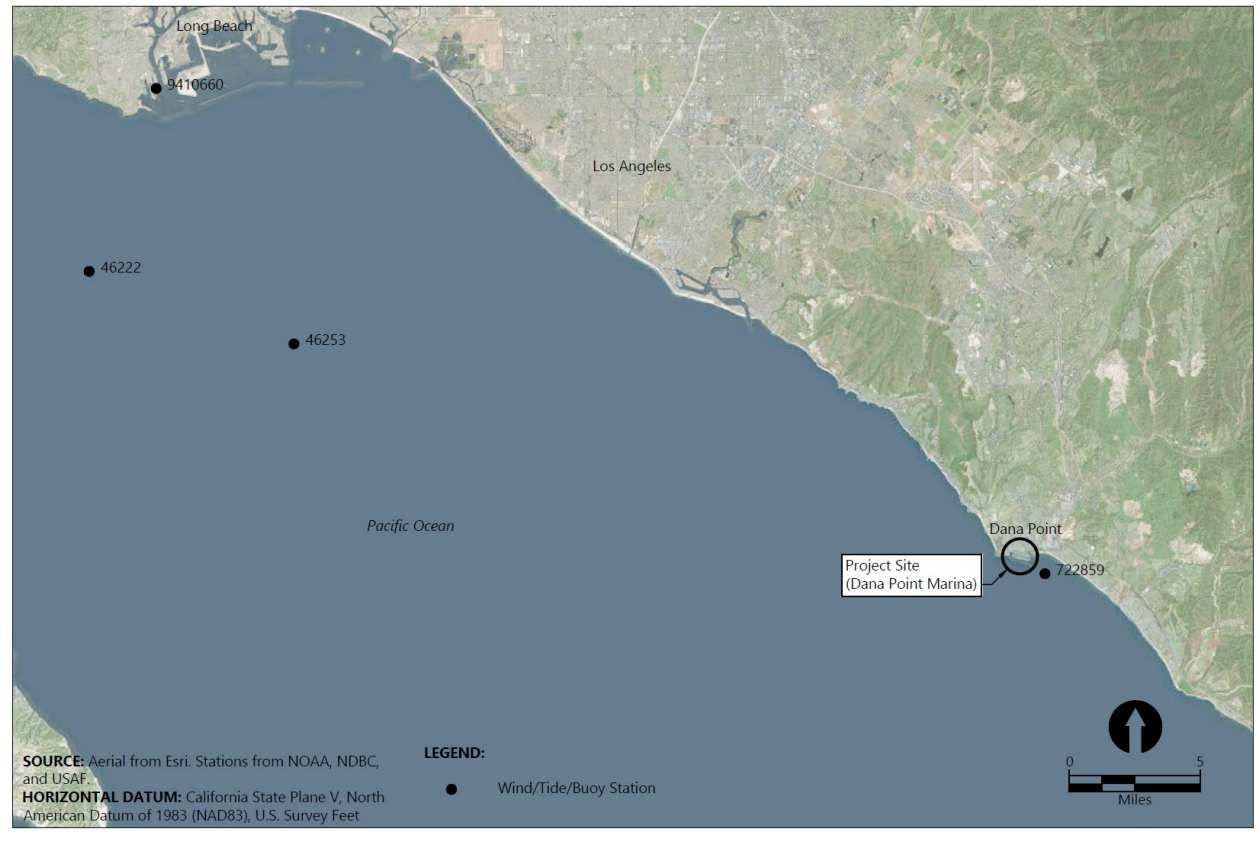 Long Beach
9410660
Los Angeles
46222
46253
Pacific Ocean
Dana Point
Project Site
(Dana Point Marina)
722859
SOURCE: Aerial from Esri. Stations from NOAA, NDBC,
and USAF.
HORIZONTAL DATUM: California State Plane V, North
American Datum of 1983 (NAD83), U.S. Survey Feet
LEGEND:
Wind/Tide/Buoy Station
0 5
Miles